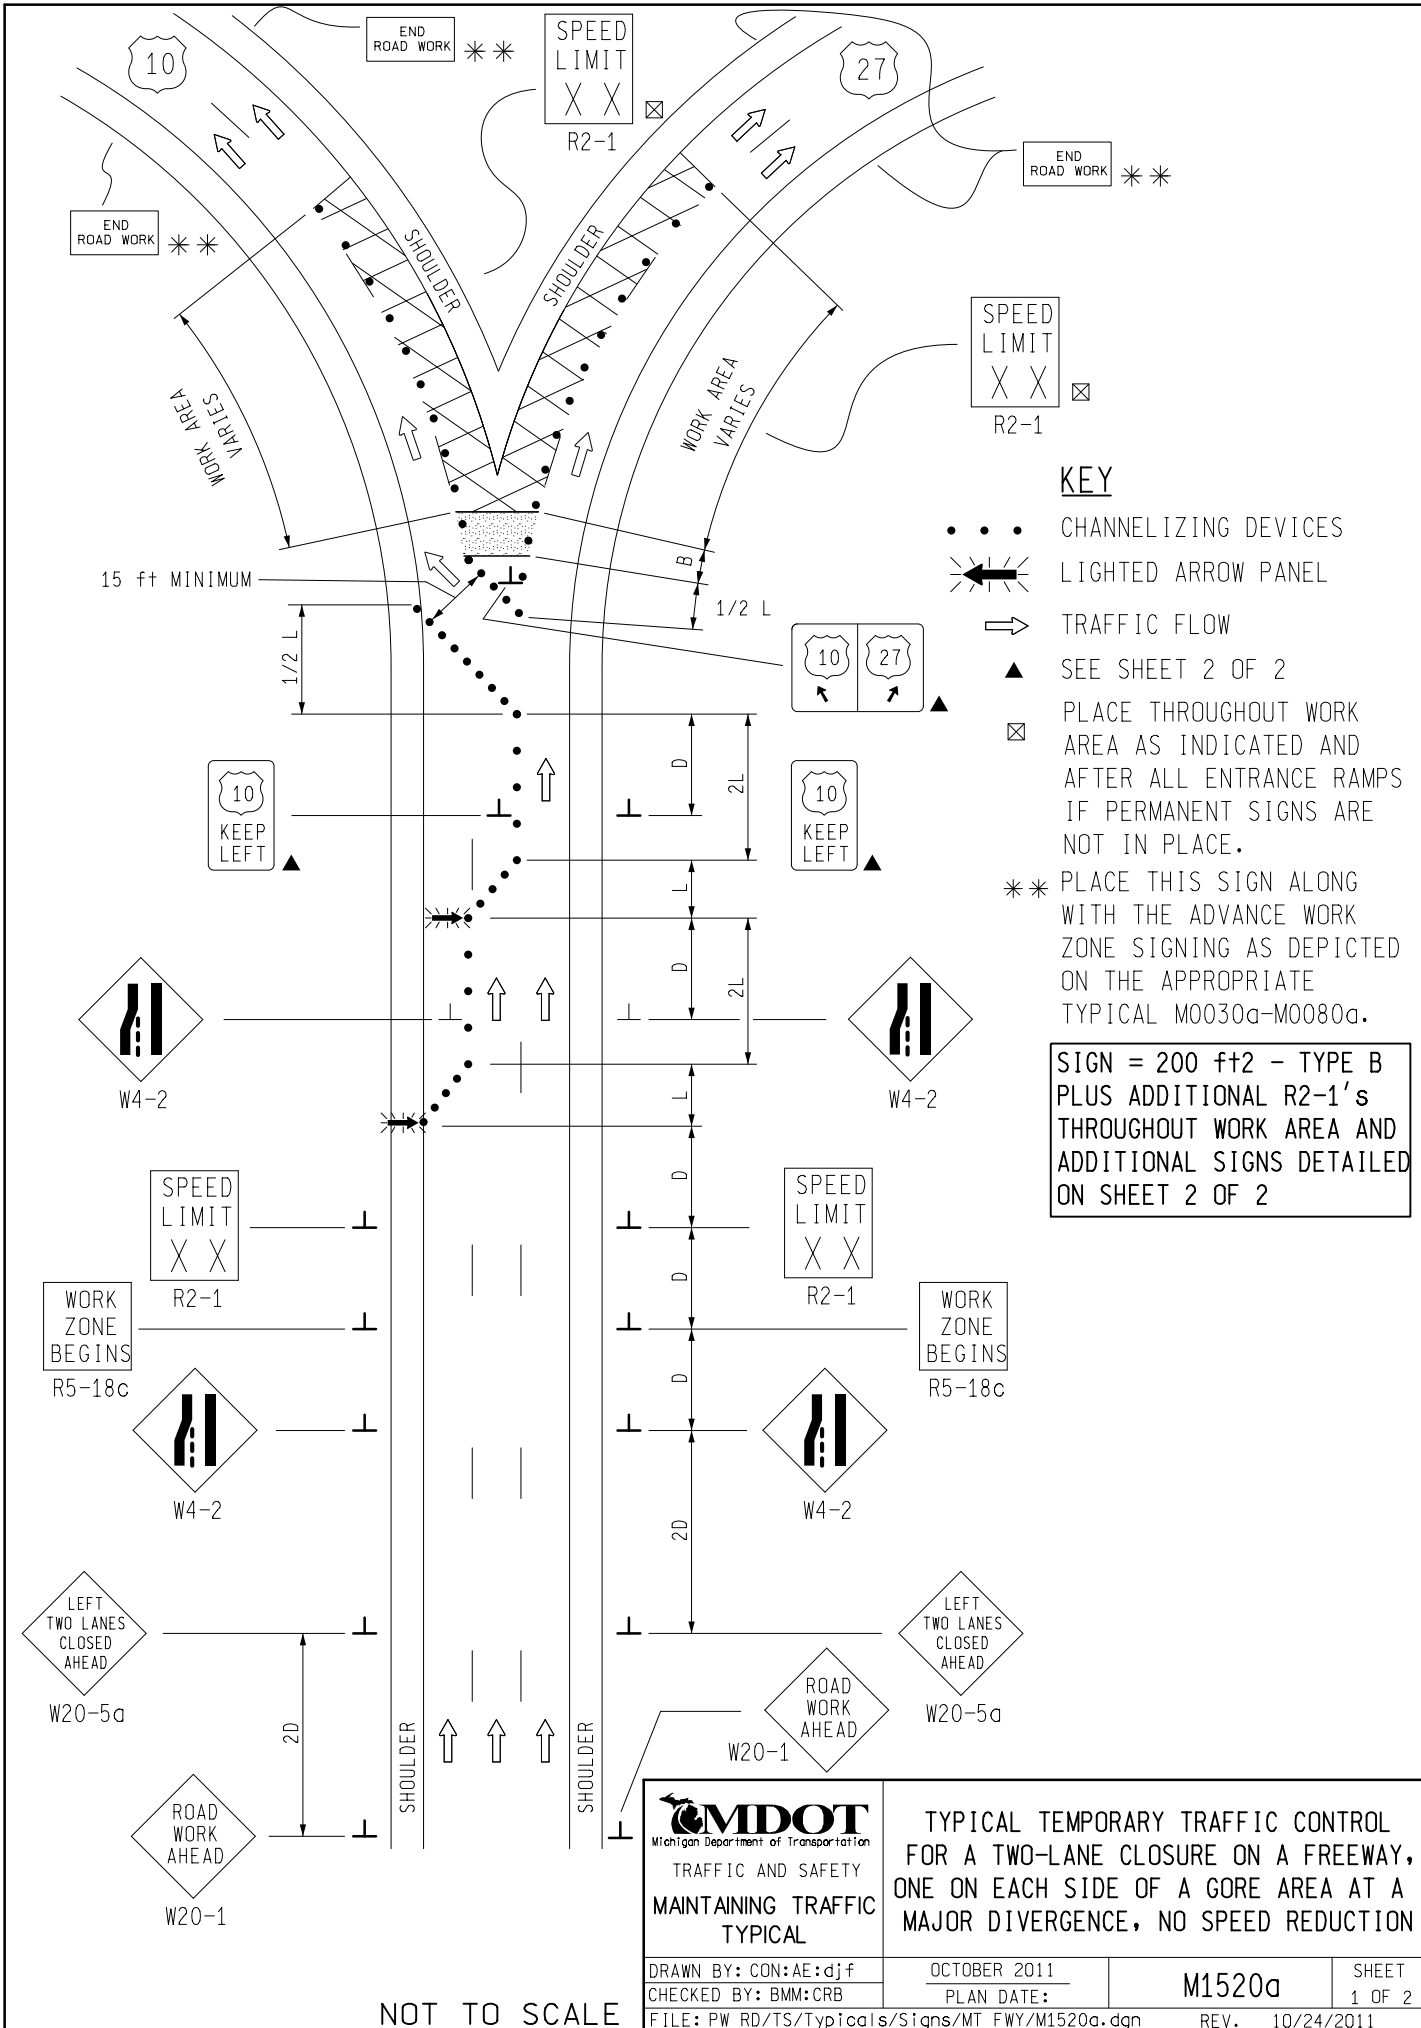 10
END
ROAD WORK
**
SPEED
LIMIT
X X
R2-1
27
END
ROAD WORK
**
END
ROAD WORK
**
SHOULDER
SHOULDER
SPEED
LIMIT
X X
R2-1
WORK AREA
VARIES
WORK AREA
VARIES
KEY
CHANNELIZING DEVICES
LIGHTED ARROW PANEL
TRAFFIC FLOW
SEE SHEET 2 OF 2
PLACE THROUGHOUT WORK
AREA AS INDICATED AND
AFTER ALL ENTRANCE RAMPS
IF PERMANENT SIGNS ARE
NOT IN PLACE.
** PLACE THIS SIGN ALONG
WITH THE ADVANCE WORK
ZONE SIGNING AS DEPICTED
ON THE APPROPRIATE
TYPICAL M0030a-M0080a.
SIGN = 200 ft2 - TYPE B
PLUS ADDITIONAL R2-1's
THROUGHOUT WORK AREA AND
ADDITIONAL SIGNS DETAILED
ON SHEET 2 OF 2
15 ft MINIMUM
B
1/2 L
1/2 L
10 27
D
2L
10
KEEP
LEFT
10
KEEP
LEFT
L
D
2L
W4-2
W4-2
L
D
SPEED
LIMIT
X X
R2-1
SPEED
LIMIT
X X
R2-1
D
WORK
ZONE
BEGINS
R5-18c
WORK
ZONE
BEGINS
R5-18c
D
W4-2
W4-2
2D
LEFT
TWO LANES
CLOSED
AHEAD
W20-5a
LEFT
TWO LANES
CLOSED
AHEAD
W20-5a
2D
SHOULDER
SHOULDER
ROAD
WORK
AHEAD
W20-1
ROAD
WORK
AHEAD
W20-1
NOT TO SCALE
MDOT
Michigan Department of Transportation
TRAFFIC AND SAFETY
MAINTAINING TRAFFIC
TYPICAL
TYPICAL TEMPORARY TRAFFIC CONTROL
FOR A TWO-LANE CLOSURE ON A FREEWAY,
ONE ON EACH SIDE OF A GORE AREA AT A
MAJOR DIVERGENCE, NO SPEED REDUCTION
DRAWN BY: CON:AE:djf
CHECKED BY: BMM:CRB
OCTOBER 2011
PLAN DATE:
M1520a
SHEET
1 OF 2
FILE: PW RD/TS/Typicals/Signs/MT FWY/M1520a.dgn
REV. 10/24/2011